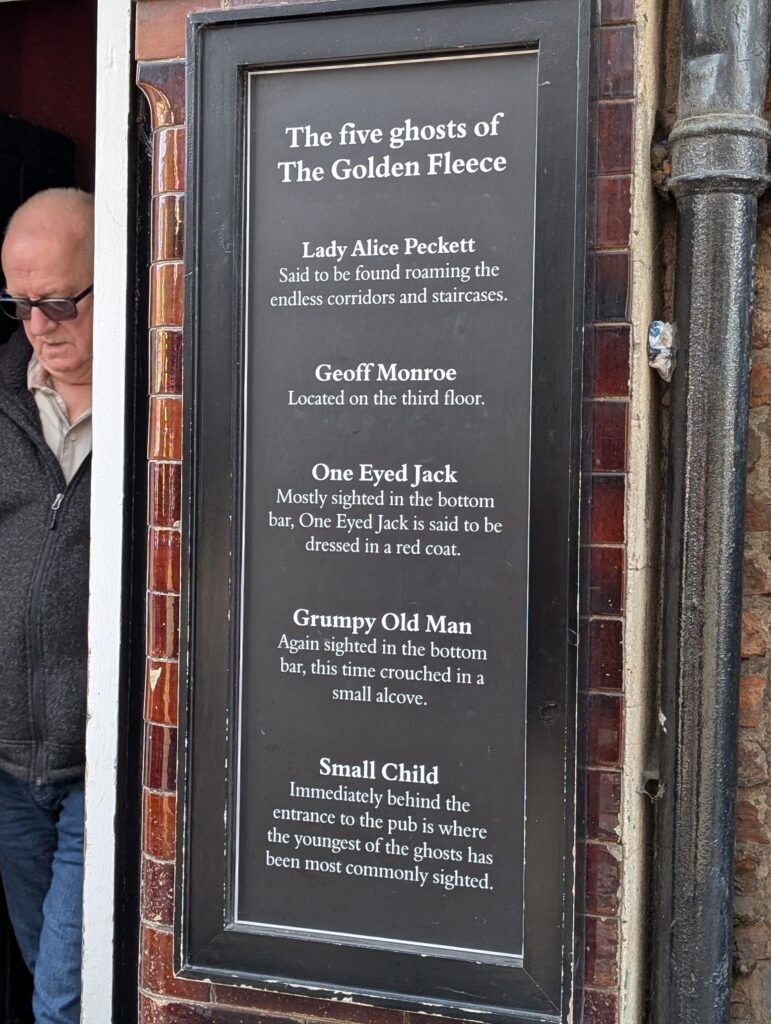 The five ghosts of
The Golden Fleece
Lady Alice Peckett
Said to be found roaming the
endless corridors and staircases.
Geoff Monroe
Located on the third floor.
One Eyed Jack
Mostly sighted in the bottom
bar, One Eyed Jack is said to be
dressed in a red coat.
Grumpy Old Man
Again sighted in the bottom
bar, this time crouched in a
small alcove.
Small Child
Immediately behind the
entrance to the pub is where
the youngest of the ghosts has
been most commonly sighted.